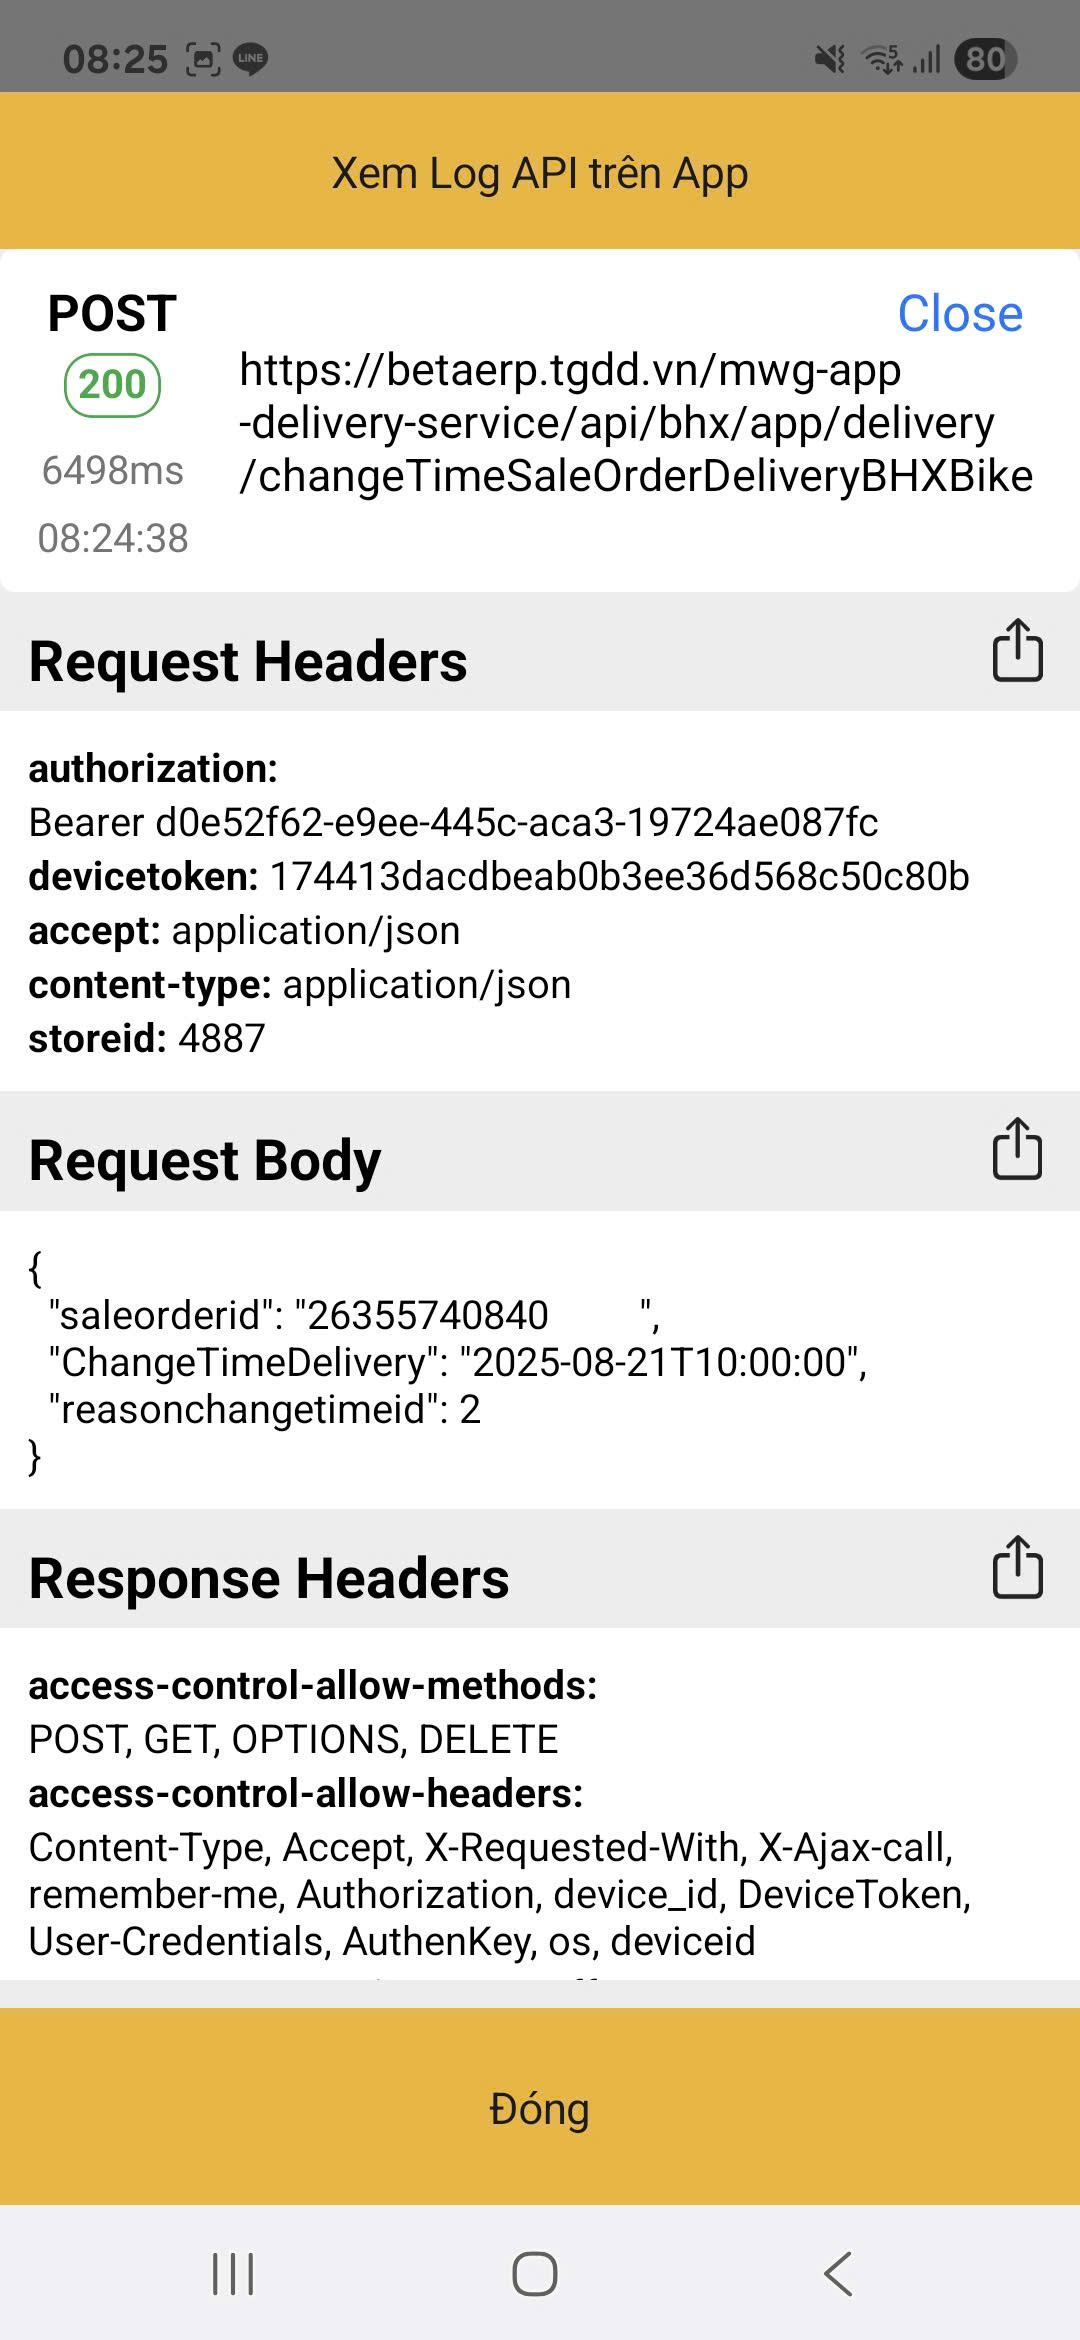 08:25 LINE 5 80
Xem Log API trên App
POST Close
200
https://betaerp.tgdd.vn/mwg-app
-delivery-service/api/bhx/app/delivery
/changeTimeSaleOrderDeliveryBHXBike
6498ms
08:24:38
Request Headers
authorization:
Bearer d0e52f62-e9ee-445c-aca3-19724ae087fc
devicetoken: 174413dacdbeab0b3ee36d568c50c80b
accept: application/json
content-type: application/json
storeid: 4887
Request Body
{
"saleorderid": "26355740840        ",
"ChangeTimeDelivery": "2025-08-21T10:00:00",
"reasonchangetimeid": 2
}
Response Headers
access-control-allow-methods:
POST, GET, OPTIONS, DELETE
access-control-allow-headers:
Content-Type, Accept, X-Requested-With, X-Ajax-call,
remember-me, Authorization, device_id, DeviceToken,
User-Credentials, AuthenKey, os, deviceid
Đóng